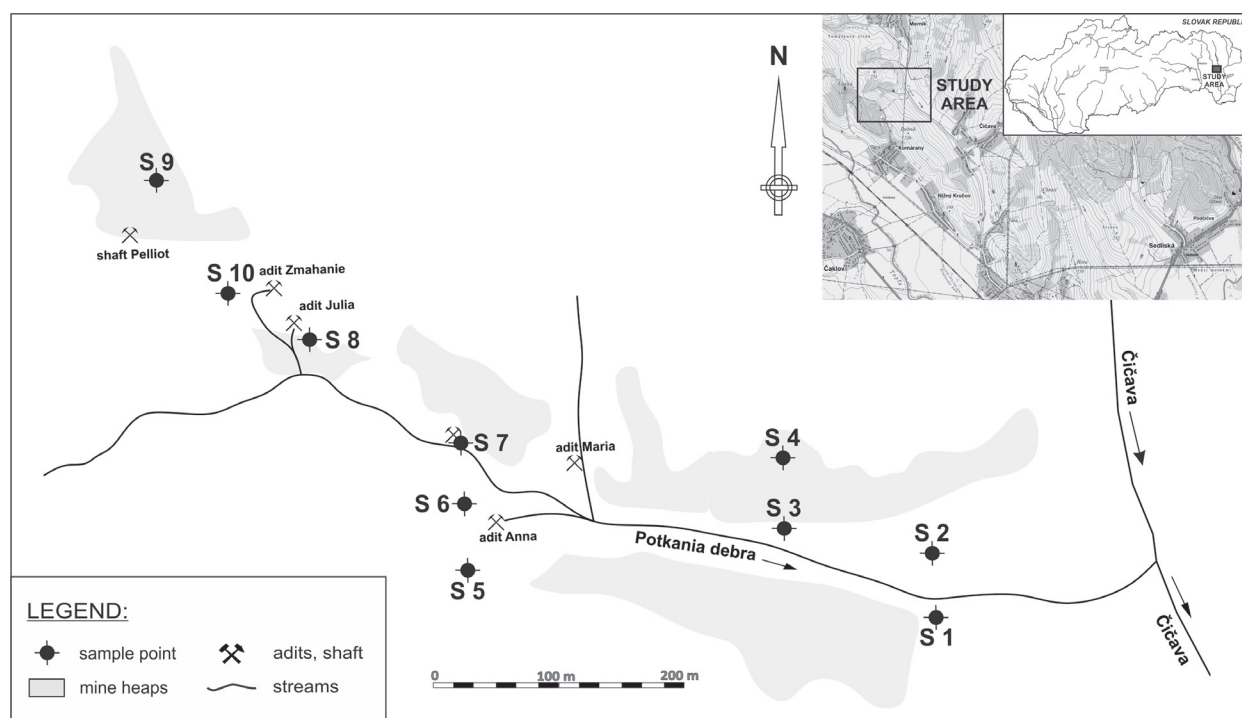 SLOVAK REPUBLI
STUDY
AREA
Merník
STUDY
AREA
Čičava
Komárany
Nižný Kručov
Čaklov
Sedliská
Podčičva
N
S 9
shaft Pelliot
S 10
adit Zmahanie
adit Julia
S 8
S 7
adit Maria
S 6
adit Anna
S 5
S 4
S 3
S 2
S 1
Potkania debra
Čičava
Čičava
LEGEND:
sample point
adits, shaft
mine heaps
streams
0 100 m 200 m